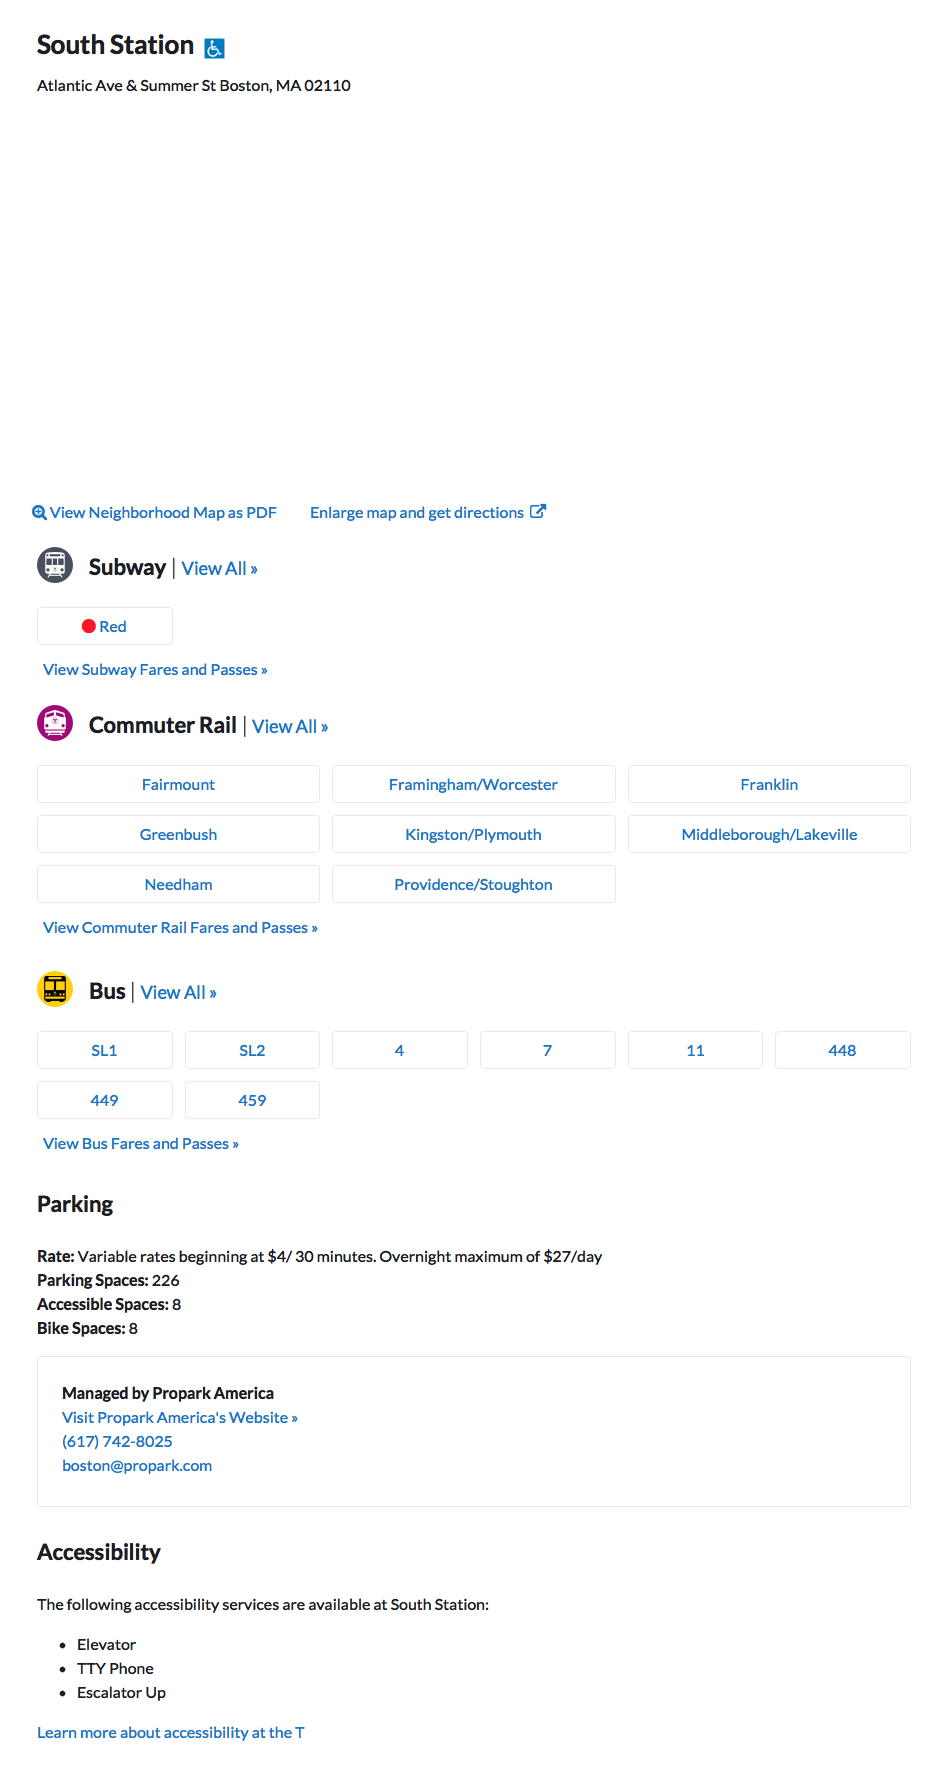 South Station
Atlantic Ave & Summer St Boston, MA 02110
View Neighborhood Map as PDF Enlarge map and get directions
Subway | View All »
Red
View Subway Fares and Passes »
Commuter Rail | View All »
Fairmount Framingham/Worcester Franklin
Greenbush Kingston/Plymouth Middleborough/Lakeville
Needham Providence/Stoughton
View Commuter Rail Fares and Passes »
Bus | View All »
SL1 SL2 4 7 11 448
449 459
View Bus Fares and Passes »
Parking
Rate: Variable rates beginning at $4/ 30 minutes. Overnight maximum of $27/day
Parking Spaces: 226
Accessible Spaces: 8
Bike Spaces: 8
Managed by Propark America
Visit Propark America's Website »
(617) 742-8025
boston@propark.com
Accessibility
The following accessibility services are available at South Station:
• Elevator
• TTY Phone
• Escalator Up
Learn more about accessibility at the T